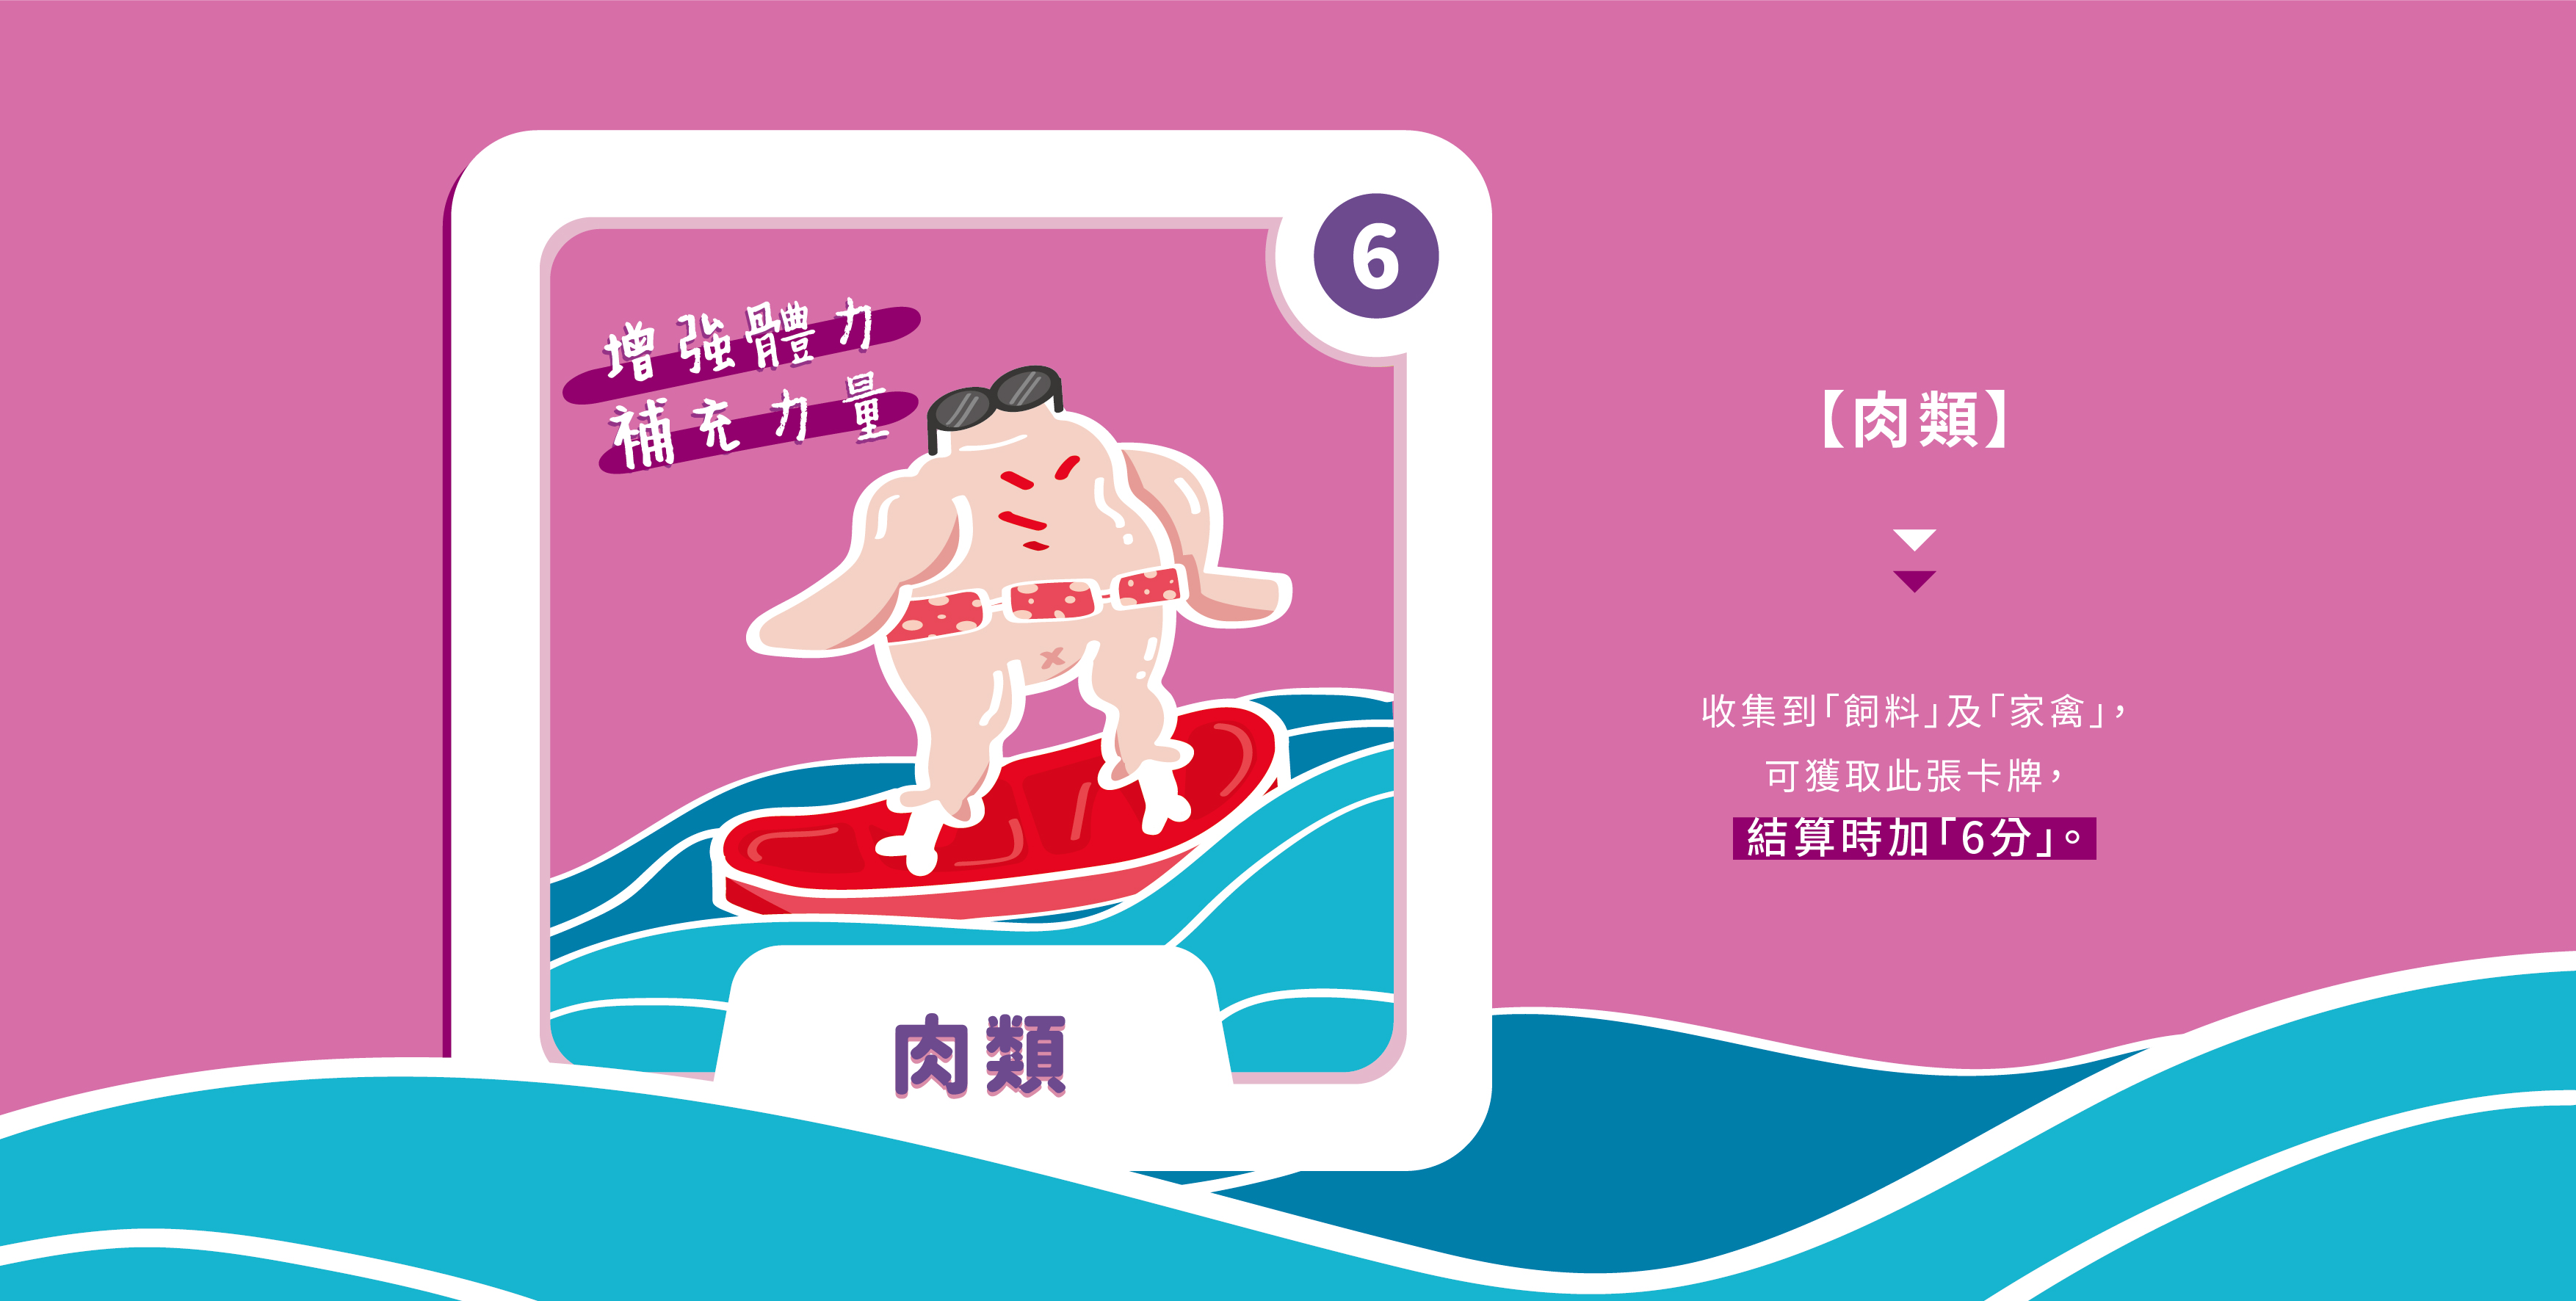 6
增強體力
補充力量
肉類
【肉類】
收集到「飼料」及「家禽」，
可獲取此張卡牌，
結算時加「6分」。